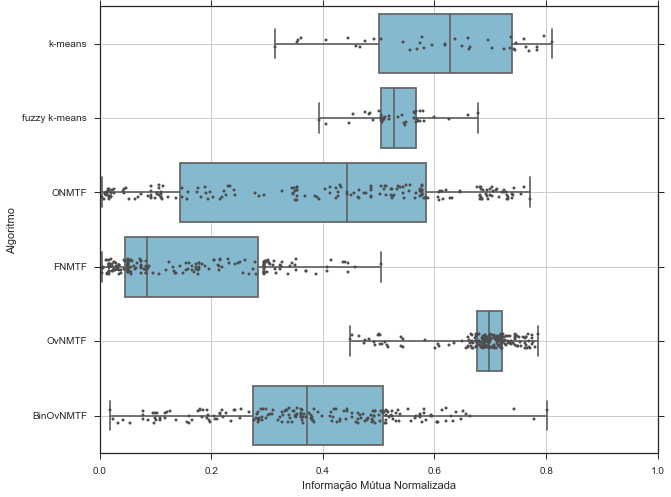 k-means
fuzzy k-means
ONMTF
FNMTF
OvNMTF
BinOvNMTF
Algoritmo
0.0 0.2 0.4 0.6 0.8 1.0
Informação Mútua Normalizada